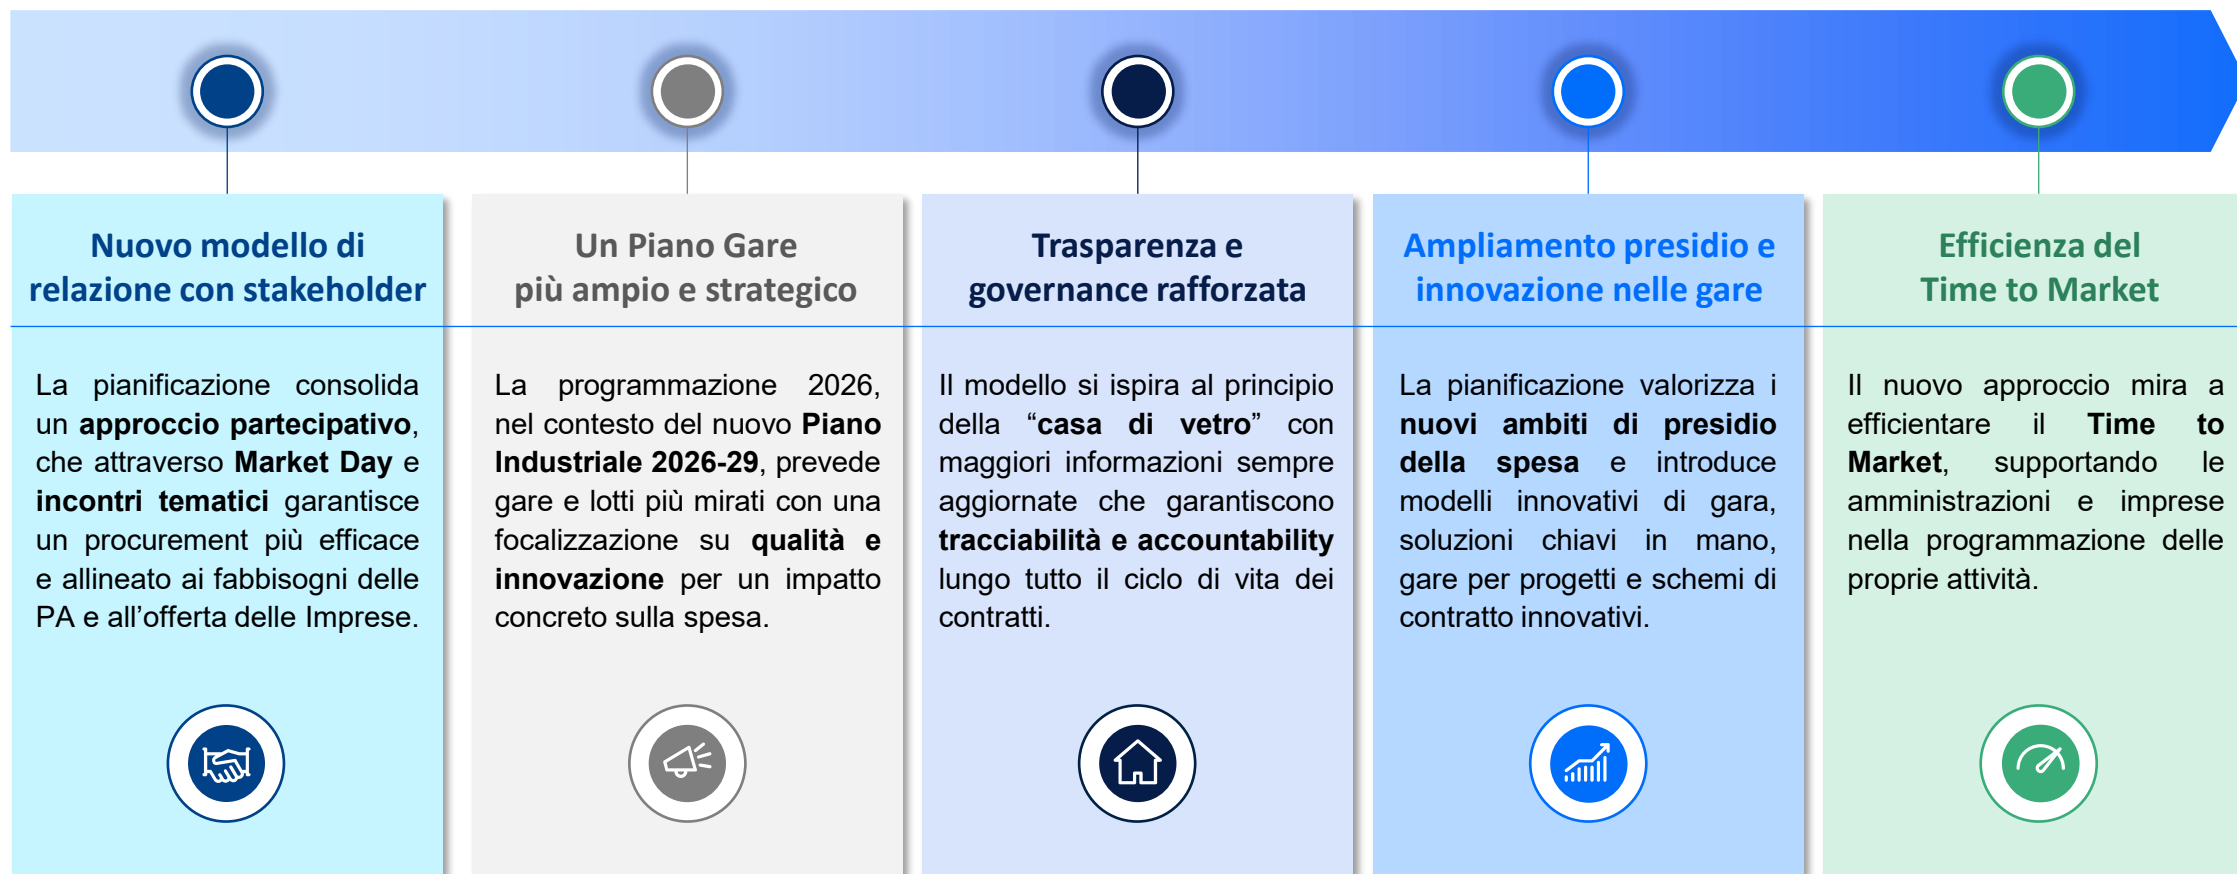 Nuovo modello di
relazione con stakeholder
La pianificazione consolida
un approccio partecipativo,
che attraverso Market Day e
incontri tematici garantisce
un procurement più efficace
e allineato ai fabbisogni delle
PA e all’offerta delle Imprese.
Un Piano Gare
più ampio e strategico
La programmazione 2026,
nel contesto del nuovo Piano
Industriale 2026-29, prevede
gare e lotti più mirati con una
focalizzazione su qualità e
innovazione per un impatto
concreto sulla spesa.
Trasparenza e
governance rafforzata
Il modello si ispira al principio
della “casa di vetro” con
maggiori informazioni sempre
aggiornate che garantiscono
tracciabilità e accountability
lungo tutto il ciclo di vita dei
contratti.
Ampliamento presidio e
innovazione nelle gare
La pianificazione valorizza i
nuovi ambiti di presidio
della spesa e introduce
modelli innovativi di gara,
soluzioni chiavi in mano,
gare per progetti e schemi di
contratto innovativi.
Efficienza del
Time to Market
Il nuovo approccio mira a
efficientare il Time to
Market, supportando le
amministrazioni e imprese
nella programmazione delle
proprie attività.